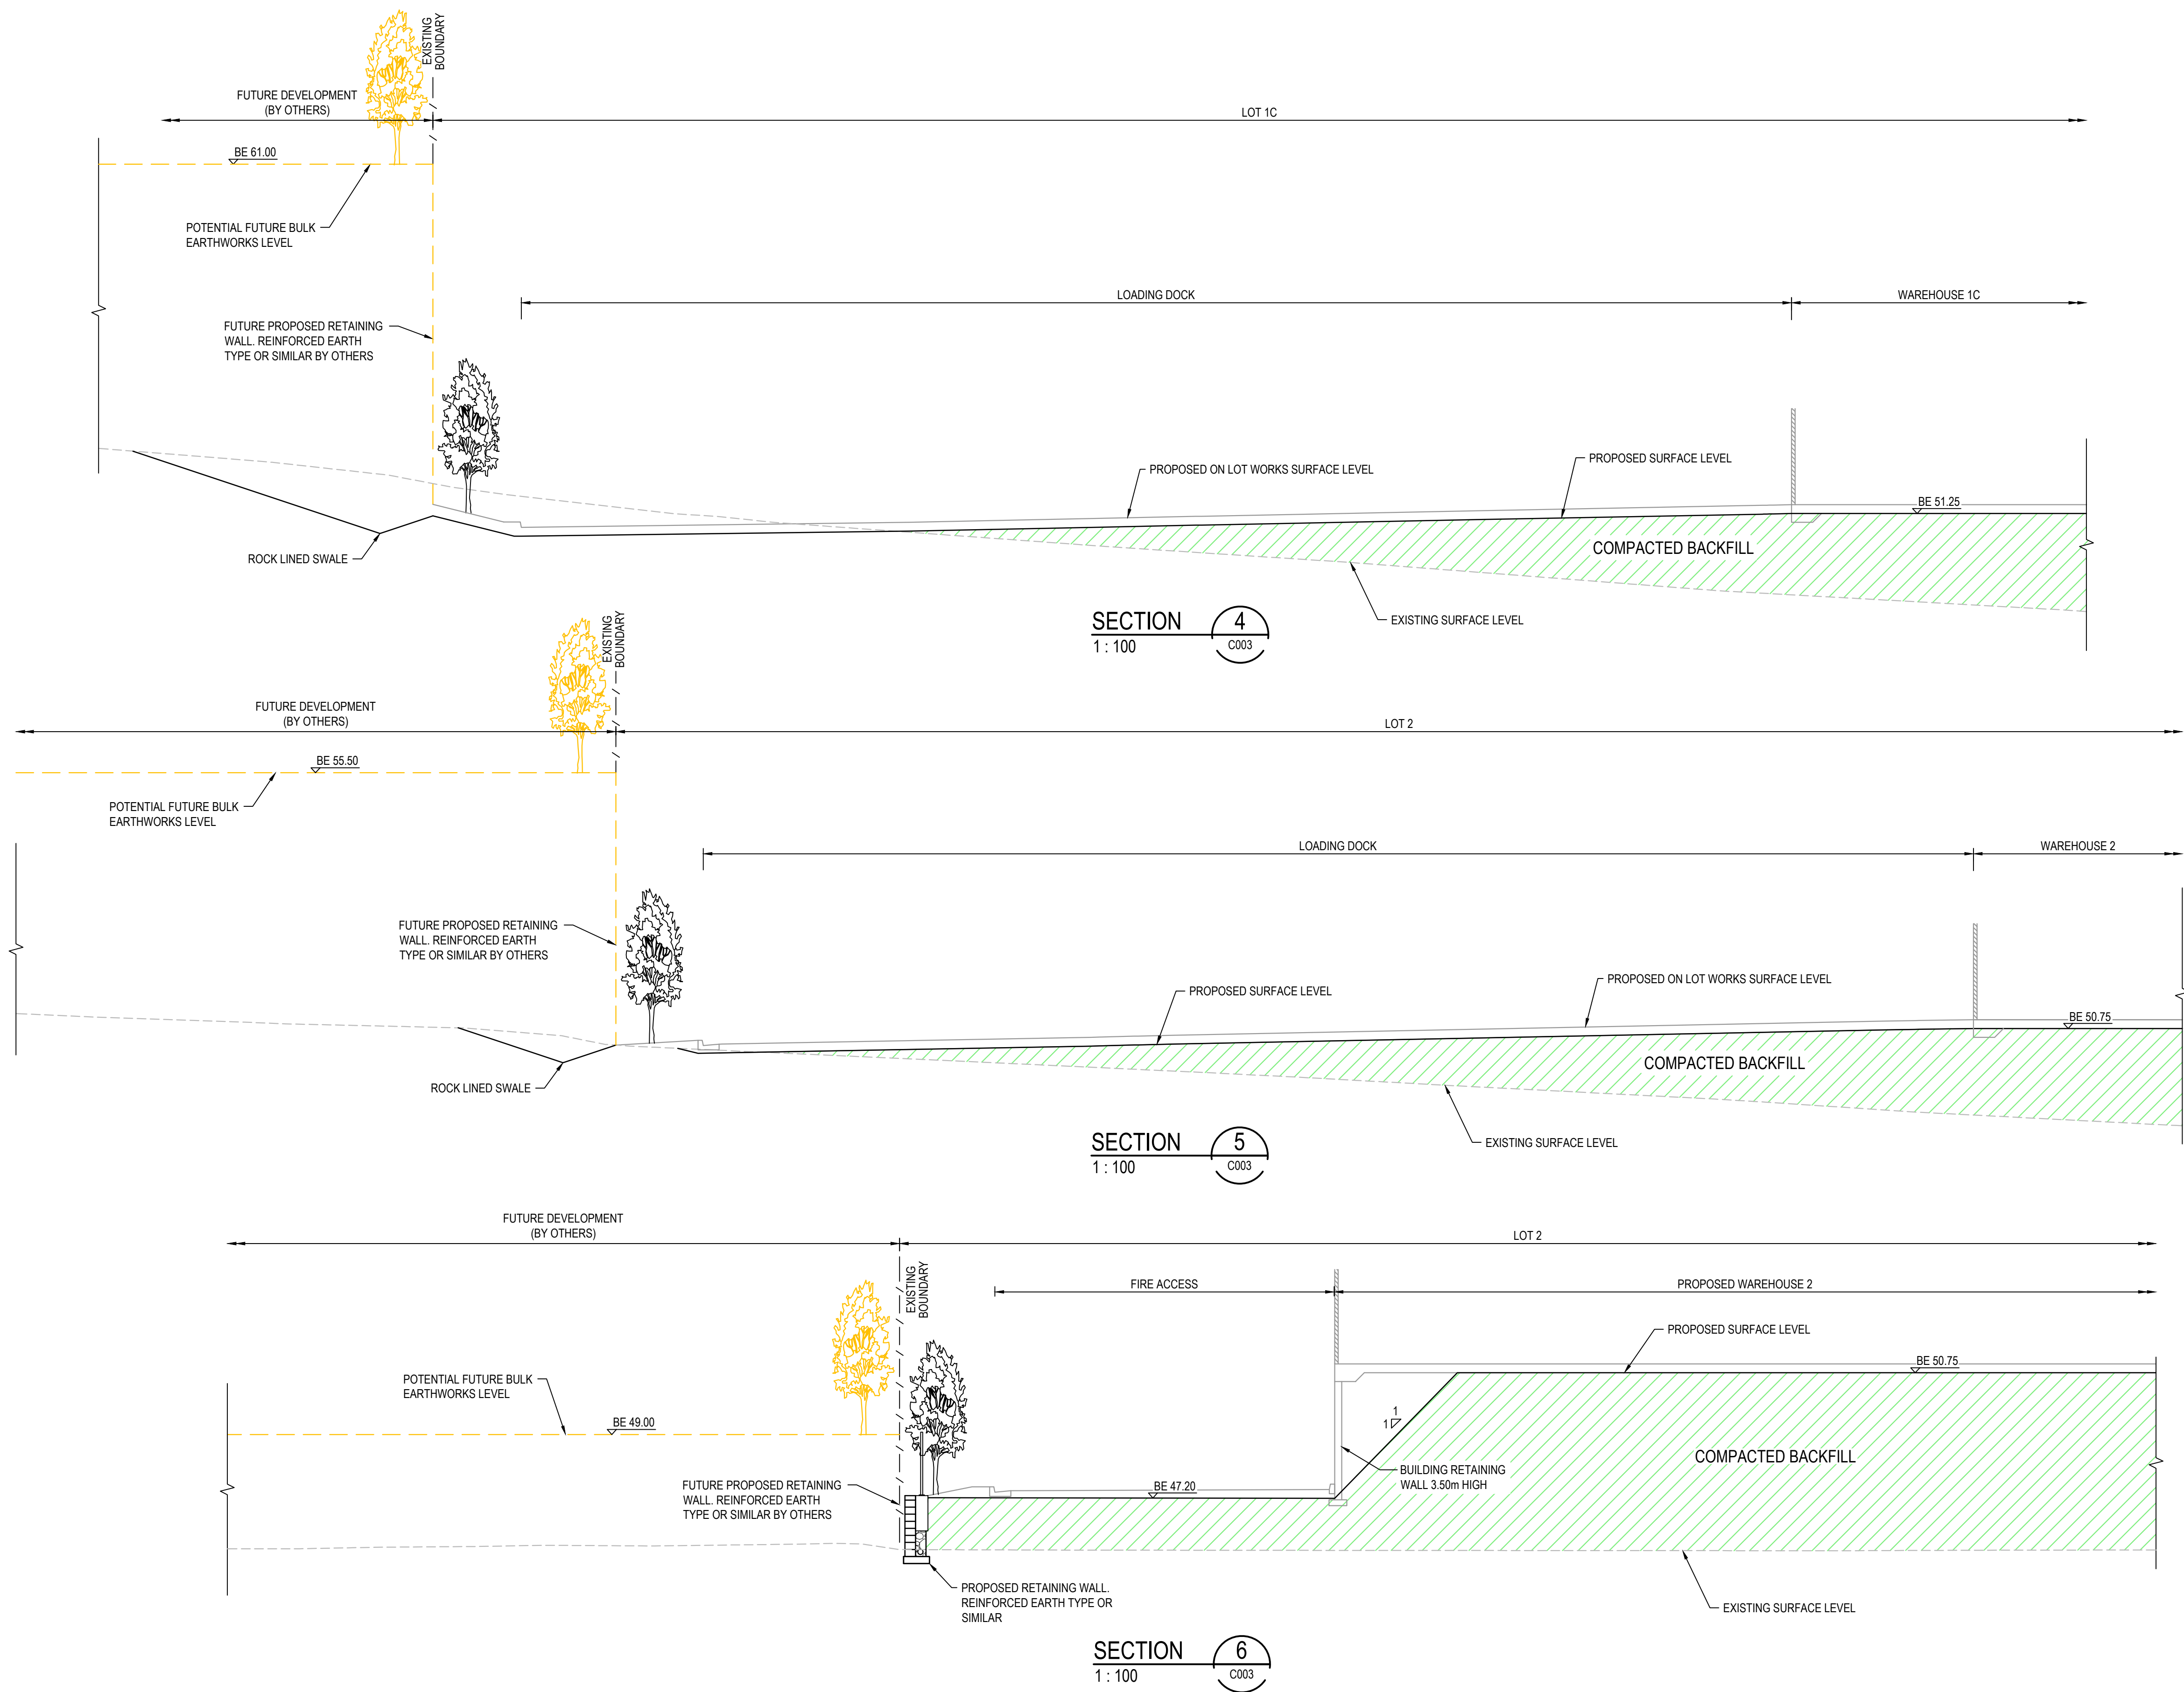 EXISTING
BOUNDARY
FUTURE DEVELOPMENT
(BY OTHERS)
LOT 1C
BE 61.00
POTENTIAL FUTURE BULK
EARTHWORKS LEVEL
LOADING DOCK
WAREHOUSE 1C
FUTURE PROPOSED RETAINING
WALL. REINFORCED EARTH
TYPE OR SIMILAR BY OTHERS
PROPOSED ON LOT WORKS SURFACE LEVEL
PROPOSED SURFACE LEVEL
BE 51.25
ROCK LINED SWALE
COMPACTED BACKFILL
EXISTING SURFACE LEVEL
SECTION 4
1 : 100 C003
EXISTING
BOUNDARY
FUTURE DEVELOPMENT
(BY OTHERS)
LOT 2
BE 55.50
POTENTIAL FUTURE BULK
EARTHWORKS LEVEL
LOADING DOCK
WAREHOUSE 2
FUTURE PROPOSED RETAINING
WALL. REINFORCED EARTH
TYPE OR SIMILAR BY OTHERS
PROPOSED SURFACE LEVEL
PROPOSED ON LOT WORKS SURFACE LEVEL
BE 50.75
ROCK LINED SWALE
COMPACTED BACKFILL
EXISTING SURFACE LEVEL
SECTION 5
1 : 100 C003
FUTURE DEVELOPMENT
(BY OTHERS)
LOT 2
EXISTING
BOUNDARY
FIRE ACCESS
PROPOSED WAREHOUSE 2
PROPOSED SURFACE LEVEL
BE 50.75
POTENTIAL FUTURE BULK
EARTHWORKS LEVEL
BE 49.00
1
1
COMPACTED BACKFILL
BUILDING RETAINING
WALL 3.50m HIGH
FUTURE PROPOSED RETAINING
WALL. REINFORCED EARTH
TYPE OR SIMILAR BY OTHERS
BE 47.20
PROPOSED RETAINING WALL.
REINFORCED EARTH TYPE OR
SIMILAR
EXISTING SURFACE LEVEL
SECTION 6
1 : 100 C003